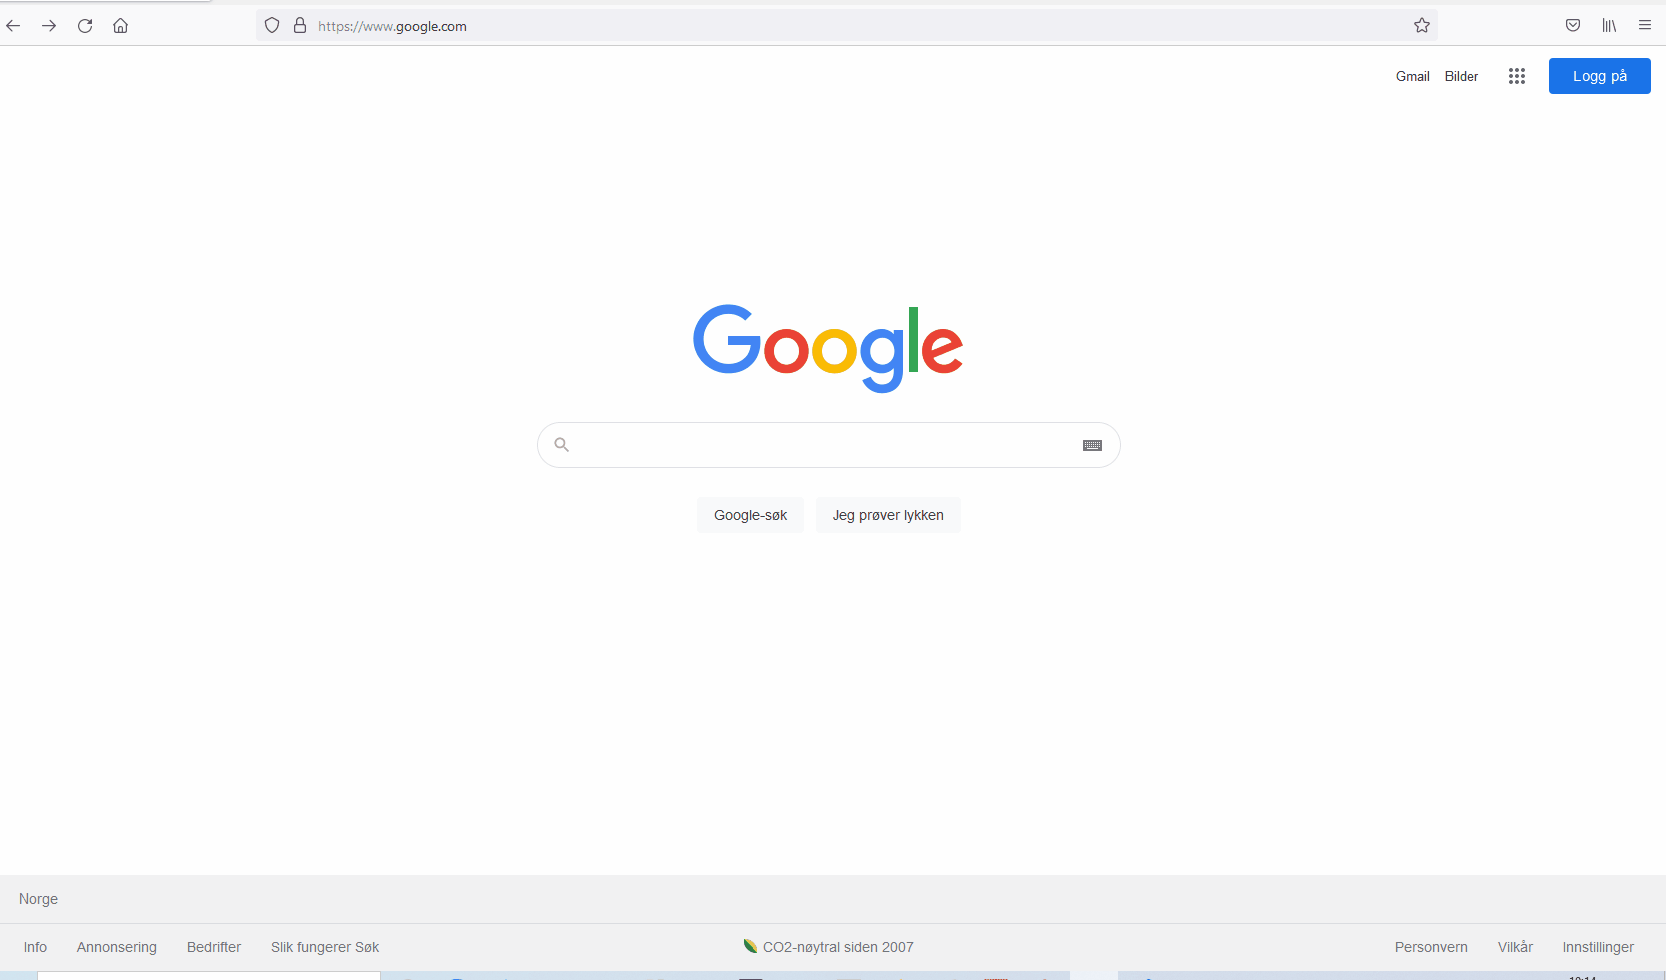 https://www.google.com
Gmail Bilder Logg på
Google
Google-søk Jeg prøver lykken
Norge
Info Annonsering Bedrifter Slik fungerer Søk CO2-nøytral siden 2007 Personvern Vilkår Innstillinger